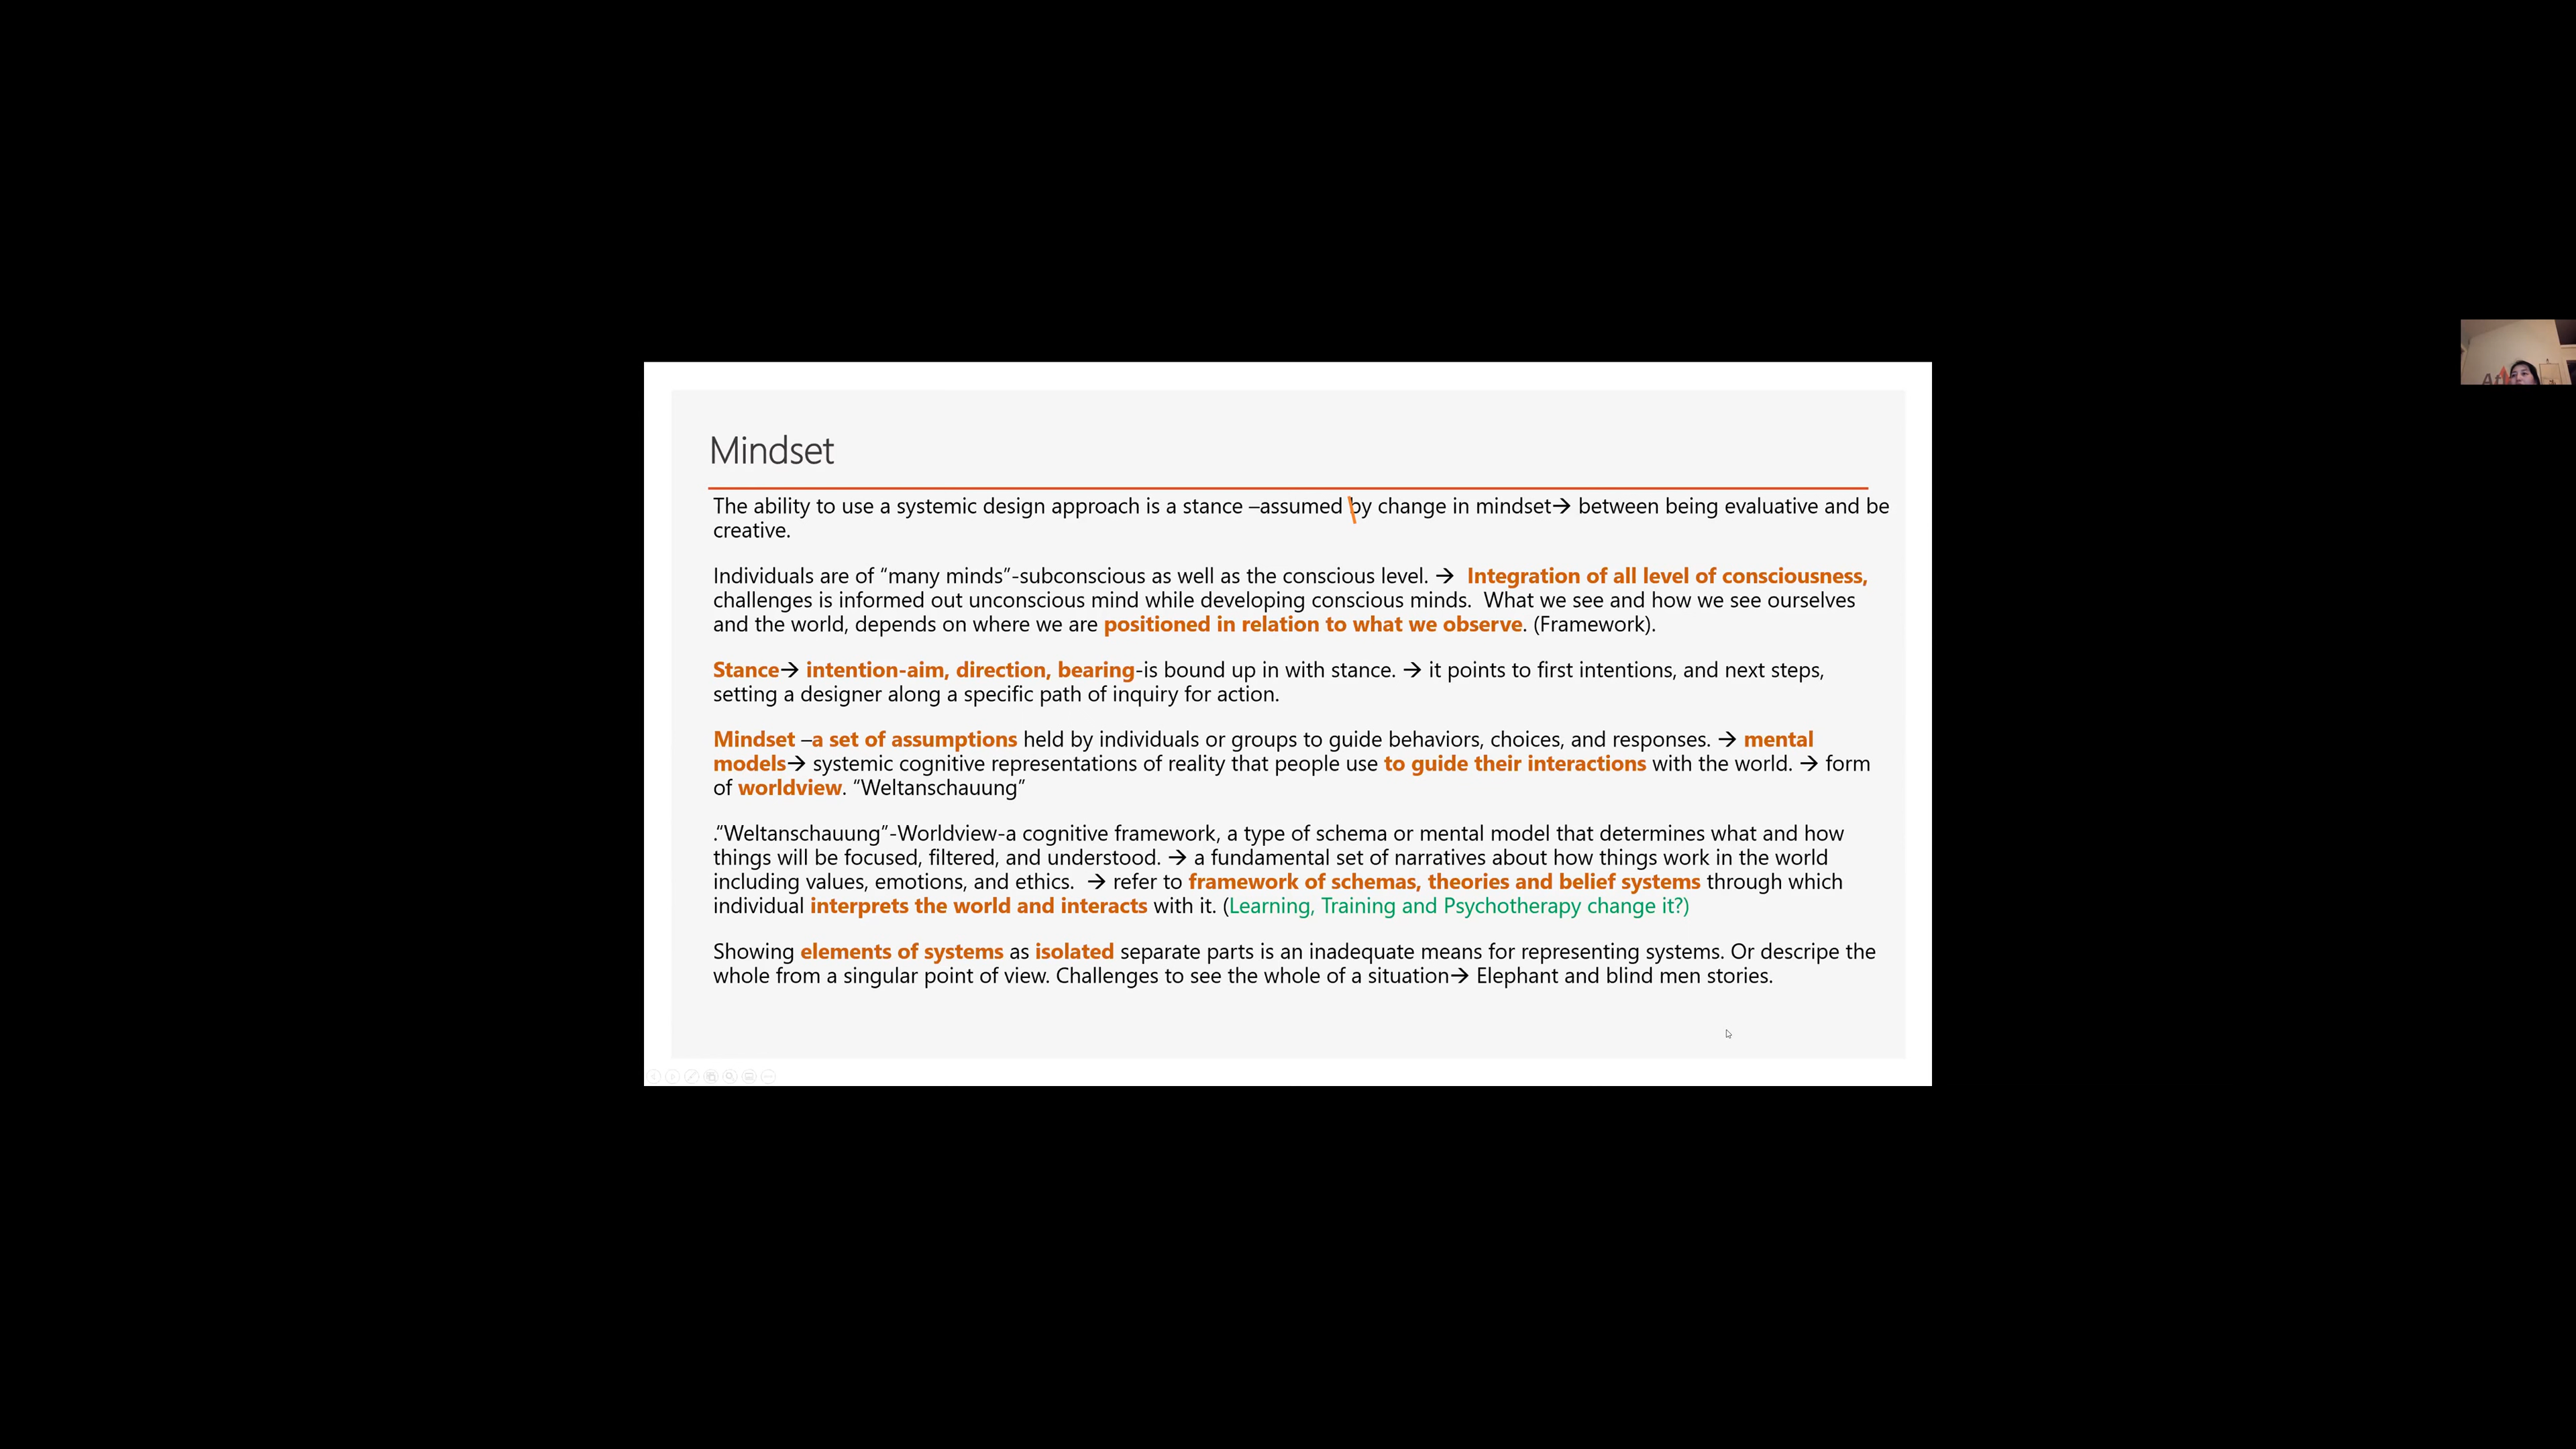 Mindset
The ability to use a systemic design approach is a stance –assumed by change in mindset→ between being evaluative and be
creative.
Individuals are of “many minds”-subconscious as well as the conscious level. → Integration of all level of consciousness,
challenges is informed out unconscious mind while developing conscious minds. What we see and how we see ourselves
and the world, depends on where we are positioned in relation to what we observe. (Framework).
Stance→ intention-aim, direction, bearing-is bound up in with stance. → it points to first intentions, and next steps,
setting a designer along a specific path of inquiry for action.
Mindset –a set of assumptions held by individuals or groups to guide behaviors, choices, and responses. → mental
models→ systemic cognitive representations of reality that people use to guide their interactions with the world. → form
of worldview. “Weltanschauung”
.“Weltanschauung”-Worldview-a cognitive framework, a type of schema or mental model that determines what and how
things will be focused, filtered, and understood. → a fundamental set of narratives about how things work in the world
including values, emotions, and ethics. → refer to framework of schemas, theories and belief systems through which
individual interprets the world and interacts with it. (Learning, Training and Psychotherapy change it?)
Showing elements of systems as isolated separate parts is an inadequate means for representing systems. Or descripe the
whole from a singular point of view. Challenges to see the whole of a situation→ Elephant and blind men stories.